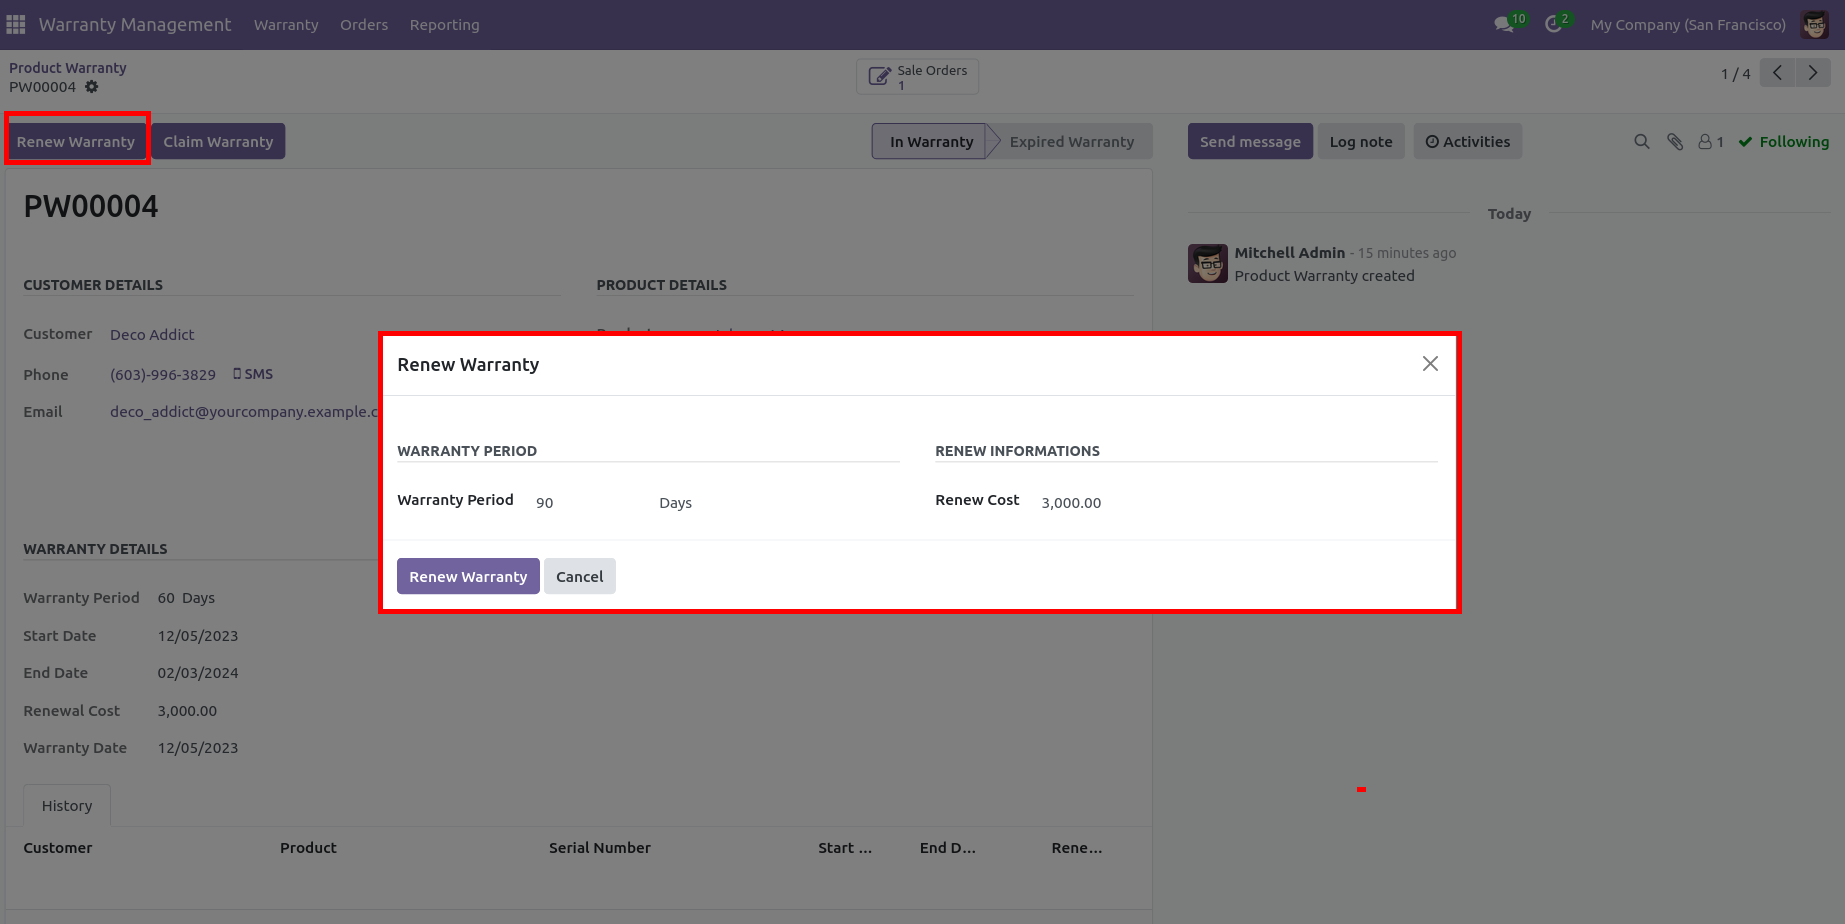 Warranty Management Warranty Orders Reporting 10 2 My Company (San Francisco)
Product Warranty
PW00004
Sale Orders
1
1 / 4
Renew Warranty Claim Warranty In Warranty Expired Warranty Send message Log note Activities 1 Following
PW00004
Today
Mitchell Admin - 15 minutes ago
Product Warranty created
CUSTOMER DETAILS PRODUCT DETAILS
Customer Deco Addict
Phone (603)-996-3829 SMS
Email deco_addict@yourcompany.example.c
Renew Warranty
WARRANTY PERIOD RENEW INFORMATIONS
Warranty Period 90 Days Renew Cost 3,000.00
Renew Warranty Cancel
WARRANTY DETAILS
Warranty Period 60 Days
Start Date 12/05/2023
End Date 02/03/2024
Renewal Cost 3,000.00
Warranty Date 12/05/2023
History
Customer Product Serial Number Start ... End D... Rene...